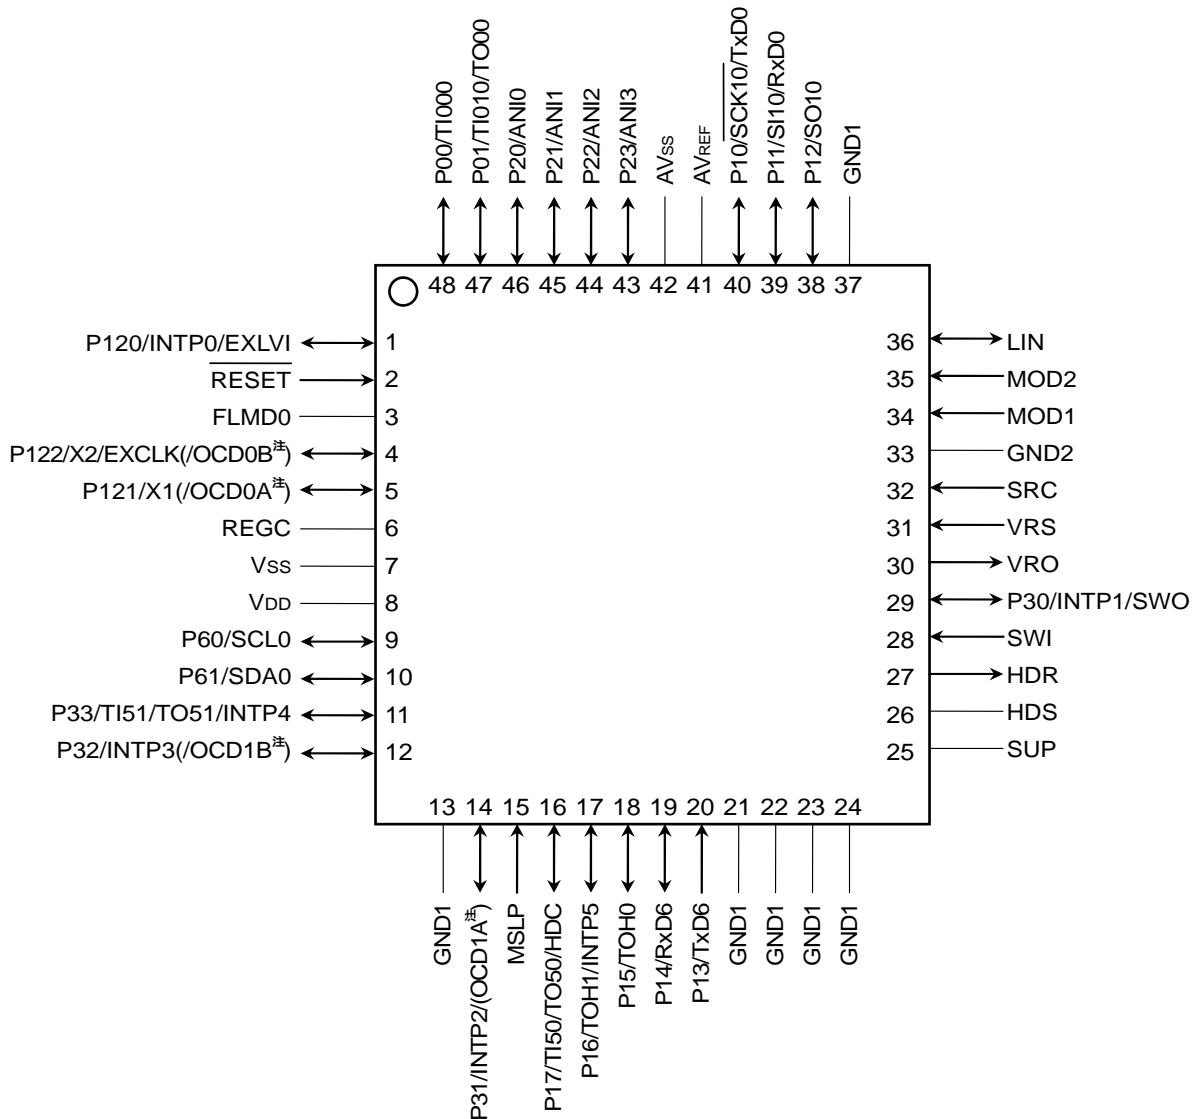 P00/TI000
P01/TI010/TO00
P20/ANI0
P21/ANI1
P22/ANI2
P23/ANI3
AVSS
AVREF
P10/SCK10/TxD0
P11/SI10/RxD0
P12/SO10
GND1
48 47 46 45 44 43 42 41 40 39 38 37
P120/INTP0/EXLVI 1
RESET 2
FLMD0 3
P122/X2/EXCLK(/OCD0B注) 4
P121/X1(/OCD0A注) 5
REGC 6
VSS 7
VDD 8
P60/SCL0 9
P61/SDA0 10
P33/TI51/TO51/INTP4 11
P32/INTP3(/OCD1B注) 12
36 LIN
35 MOD2
34 MOD1
33 GND2
32 SRC
31 VRS
30 VRO
29 P30/INTP1/SWO
28 SWI
27 HDR
26 HDS
25 SUP
13 14 15 16 17 18 19 20 21 22 23 24
GND1
P31/INTP2/(OCD1A注)
MSLP
P17/TI50/TO50/HDC
P16/TOH1/INTP5
P15/TOH0
P14/RxD6
P13/TxD6
GND1
GND1
GND1
GND1